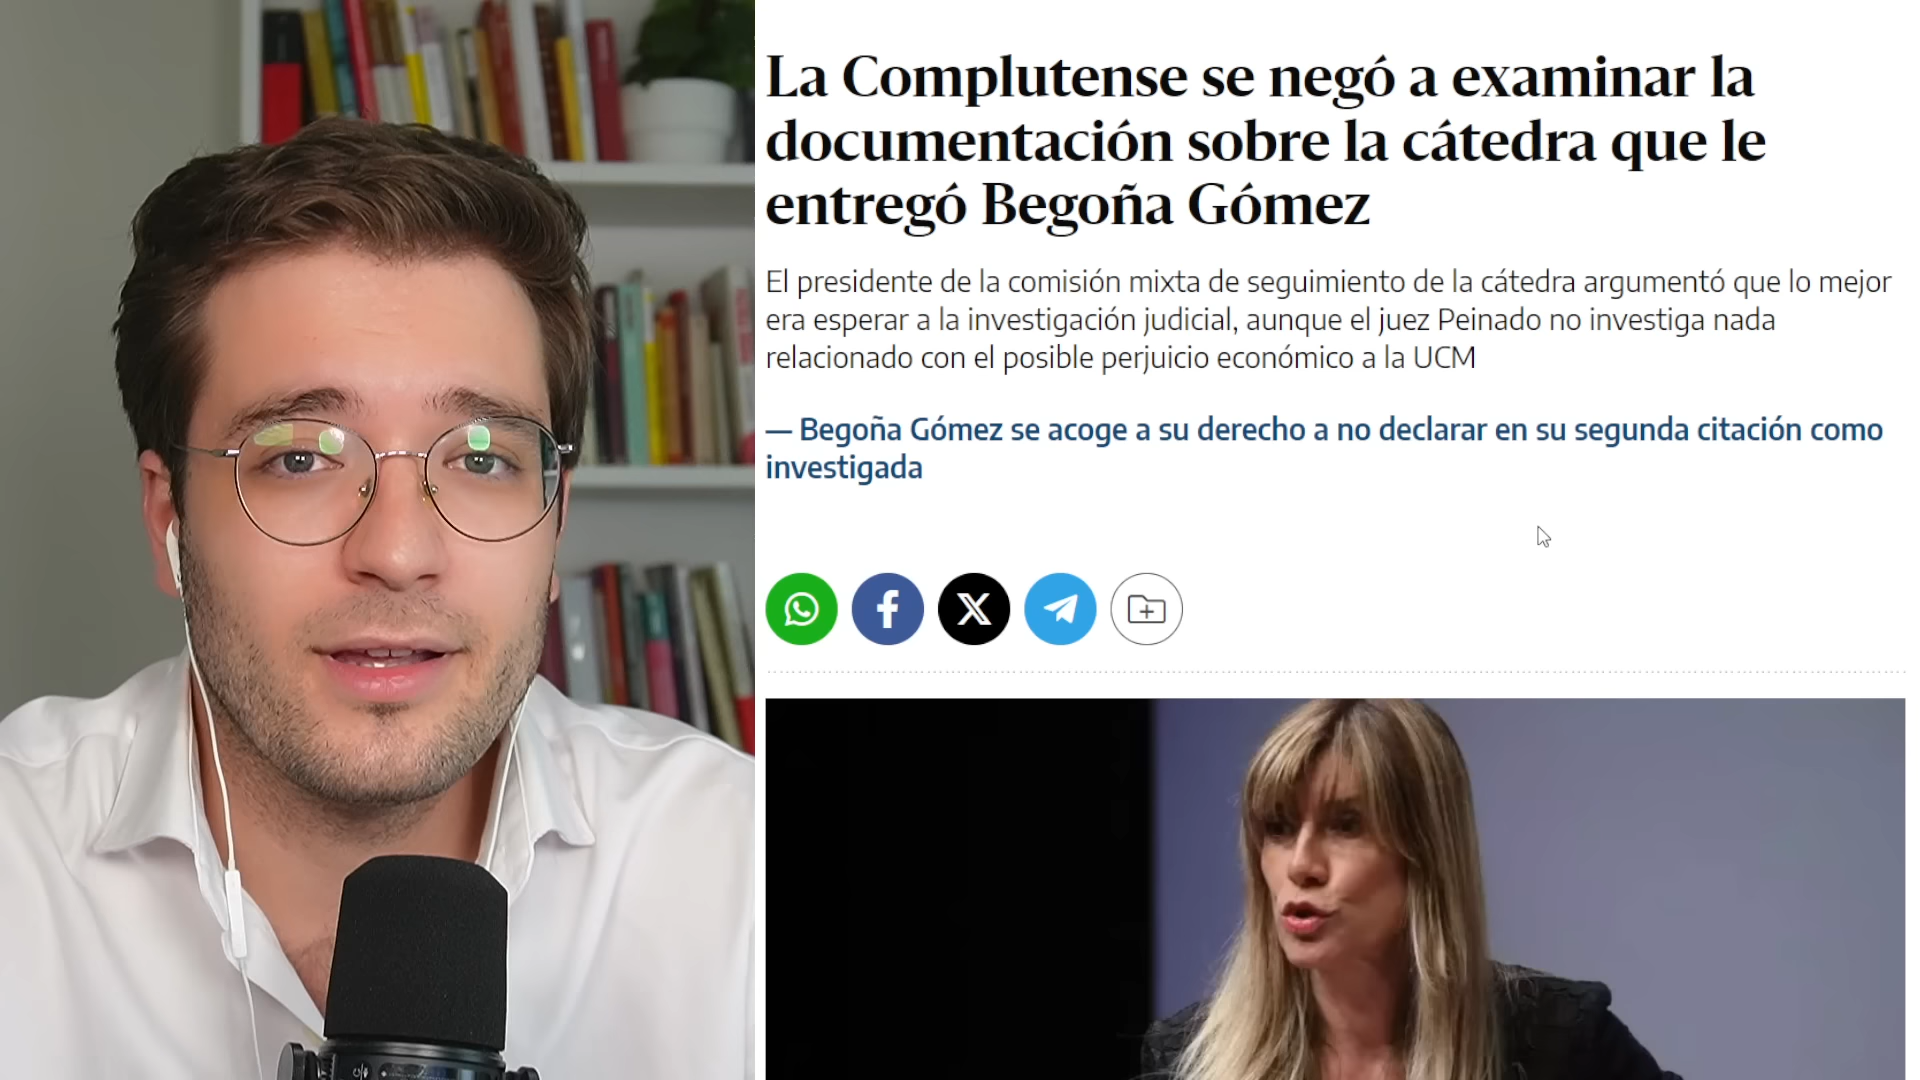 La Complutense se negó a examinar la
documentación sobre la cátedra que le
entregó Begoña Gómez
El presidente de la comisión mixta de seguimiento de la cátedra argumentó que lo mejor
era esperar a la investigación judicial, aunque el juez Peinado no investiga nada
relacionado con el posible perjuicio económico a la UCM
— Begoña Gómez se acoge a su derecho a no declarar en su segunda citación como
investigada